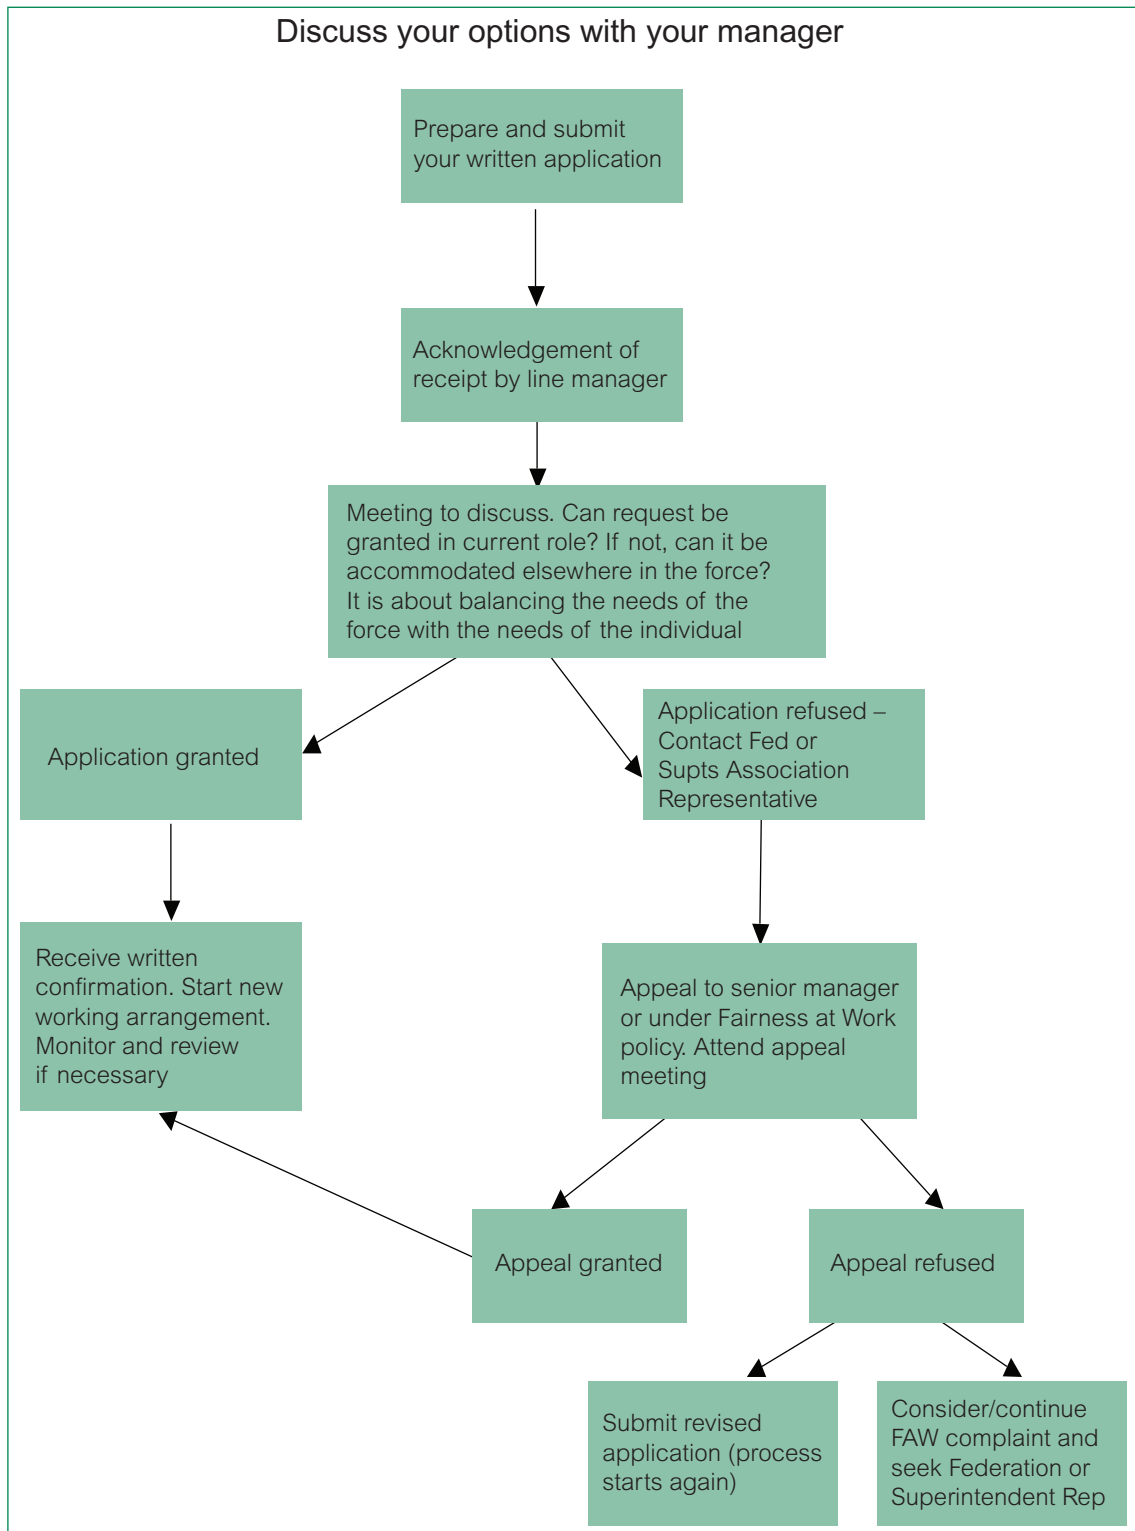 Discuss your options with your manager
Prepare and submit
your written application
Acknowledgement of
receipt by line manager
Meeting to discuss. Can request be
granted in current role? If not, can it be
accommodated elsewhere in the force?
It is about balancing the needs of the
force with the needs of the individual
Application granted
Application refused –
Contact Fed or
Supts Association
Representative
Receive written
confirmation. Start new
working arrangement.
Monitor and review
if necessary
Appeal to senior manager
or under Fairness at Work
policy. Attend appeal
meeting
Appeal granted
Appeal refused
Submit revised
application (process
starts again)
Consider/continue
FAW complaint and
seek Federation or
Superintendent Rep